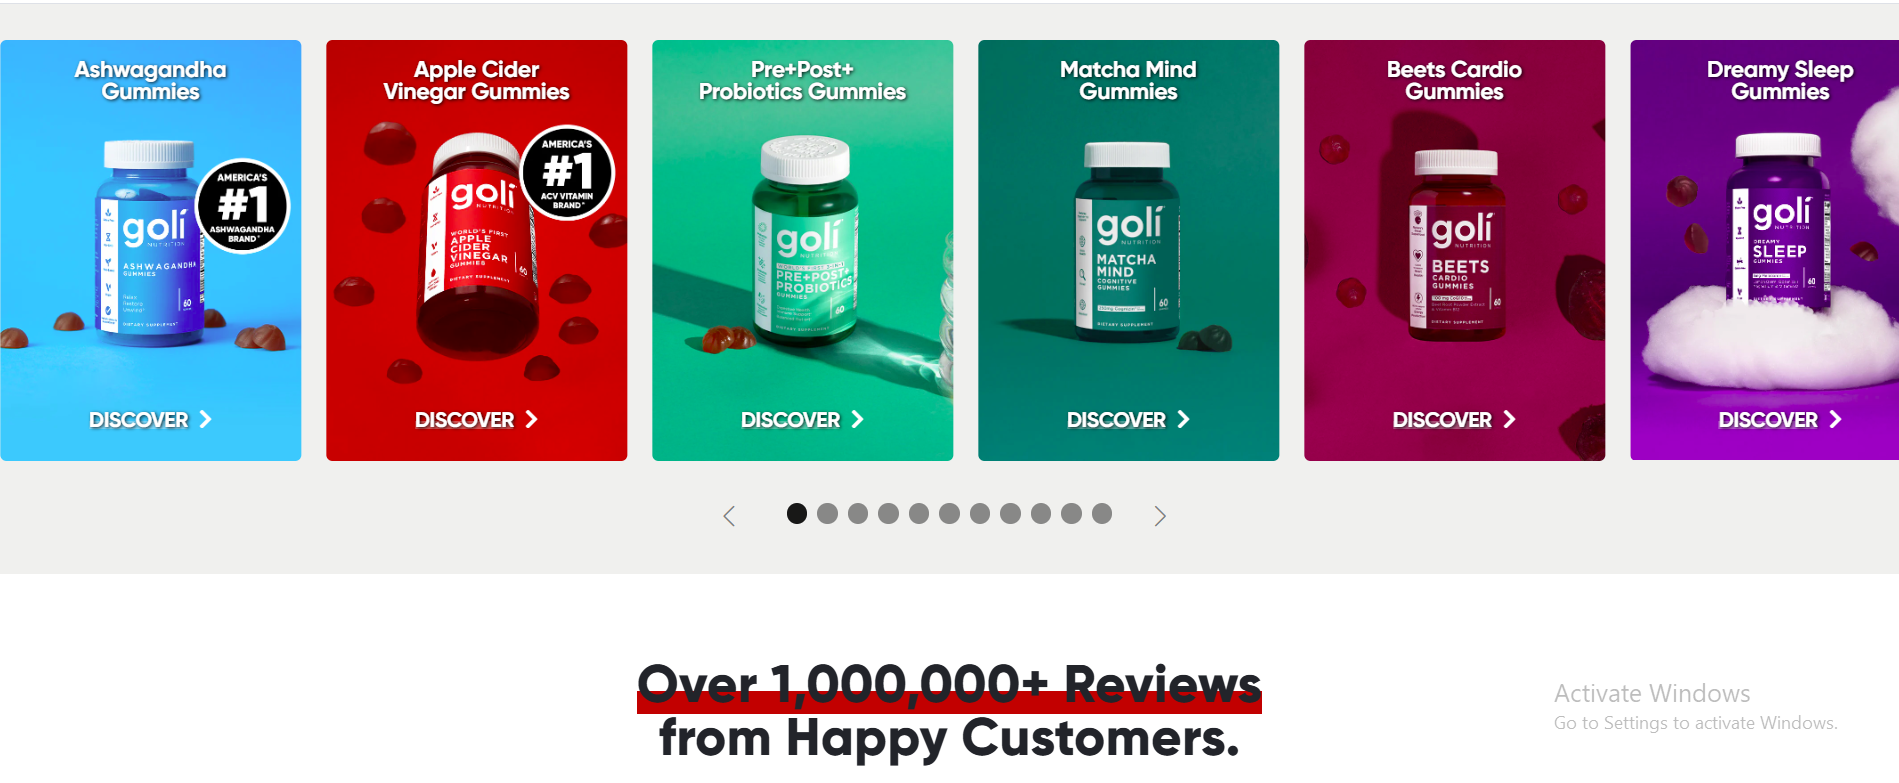 Ashwagandha
Gummies
AMERICA'S
#1
ASHWAGANDHA
BRAND*
goli
NUTRITION
ASHWAGANDHA
GUMMIES
60
DIETARY SUPPLEMENT
DISCOVER
Apple Cider
Vinegar Gummies
AMERICA'S
#1
ACV VITAMIN
BRAND*
goli
NUTRITION
WORLD'S FIRST
APPLE
CIDER
VINEGAR
GUMMIES
60
DIETARY SUPPLEMENT
DISCOVER
Pre+Post+
Probiotics Gummies
goli
NUTRITION
PRE+POST+
PROBIOTICS
GUMMIES
60
DIETARY SUPPLEMENT
DISCOVER
Matcha Mind
Gummies
goli
NUTRITION
MATCHA
MIND
COGNITIVE
GUMMIES
60
DIETARY SUPPLEMENT
DISCOVER
Beets Cardio
Gummies
goli
NUTRITION
BEETS
CARDIO
GUMMIES
60
DIETARY SUPPLEMENT
DISCOVER
Dreamy Sleep
Gummies
goli
NUTRITION
DREAMY
SLEEP
GUMMIES
60
DISCOVER
Over 1,000,000+ Reviews
from Happy Customers.
Activate Windows
Go to Settings to activate Windows.